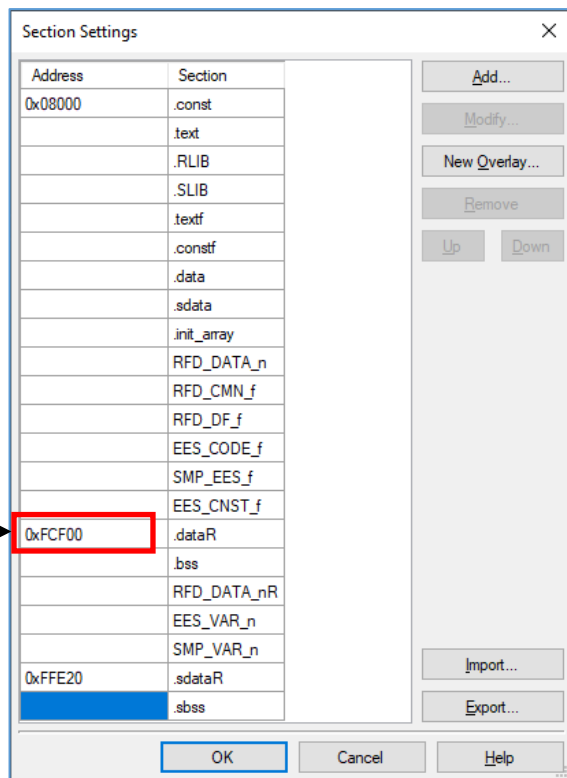 Section Settings
Address Section
0x08000 .const
.text
.RLIB
.SLIB
.textf
.constf
.data
.sdata
.init_array
RFD_DATA_n
RFD_CMN_f
RFD_DF_f
EES_CODE_f
SMP_EES_f
EES_CNST_f
0xFCF00 .dataR
.bss
RFD_DATA_nR
EES_VAR_n
SMP_VAR_n
0xFFE20 .sdataR
.sbss
Add...
Modify...
New Overlay...
Remove
Up Down
Import...
Export...
OK Cancel Help